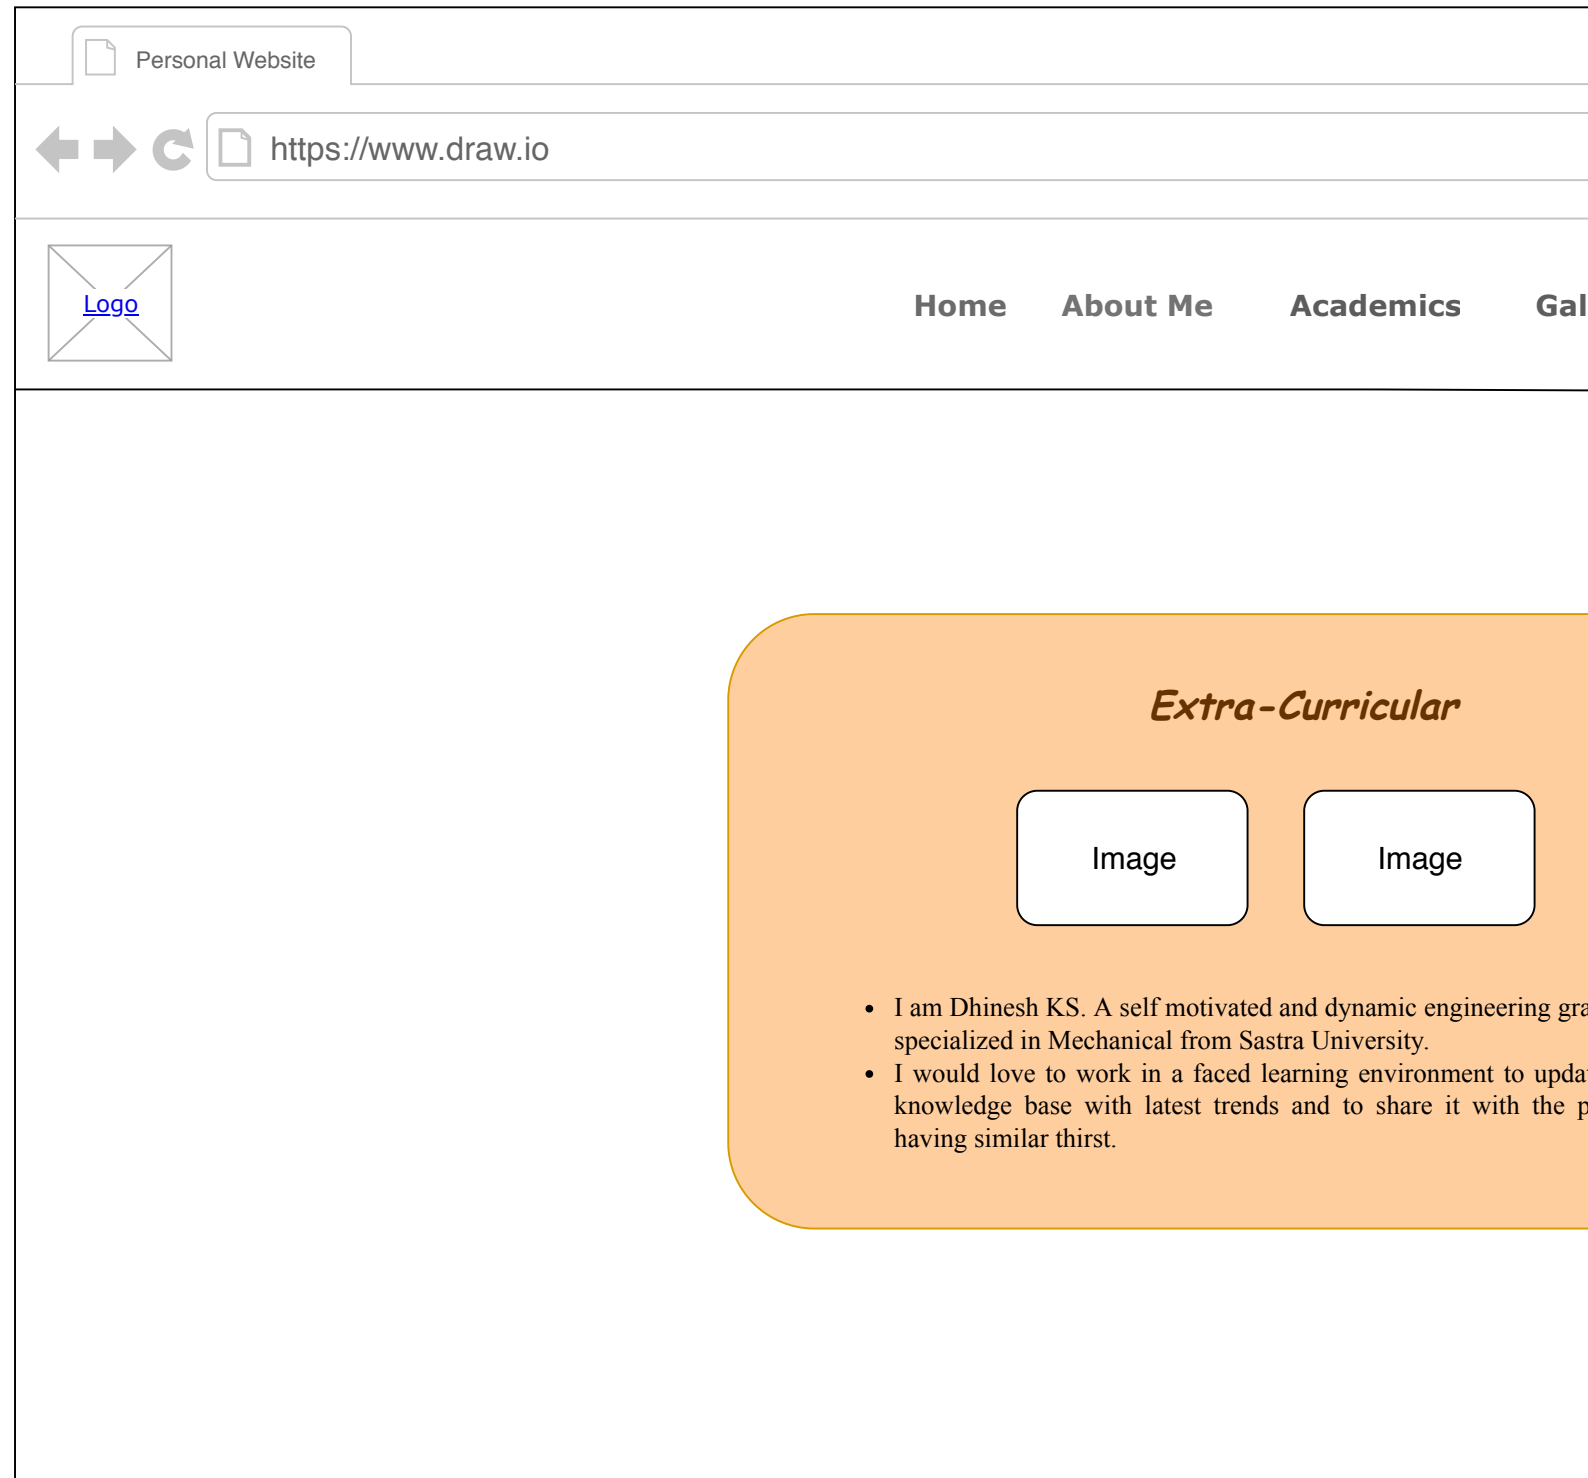 Personal Website
https://www.draw.io
Logo
Home About Me Academics
Extra-Curricular
Image Image
I am Dhinesh KS. A self motivated and dynamic engineering
specialized in Mechanical from Sastra University.
I would love to work in a faced learning environment to
knowledge base with latest trends and to share it with the
having similar thirst.